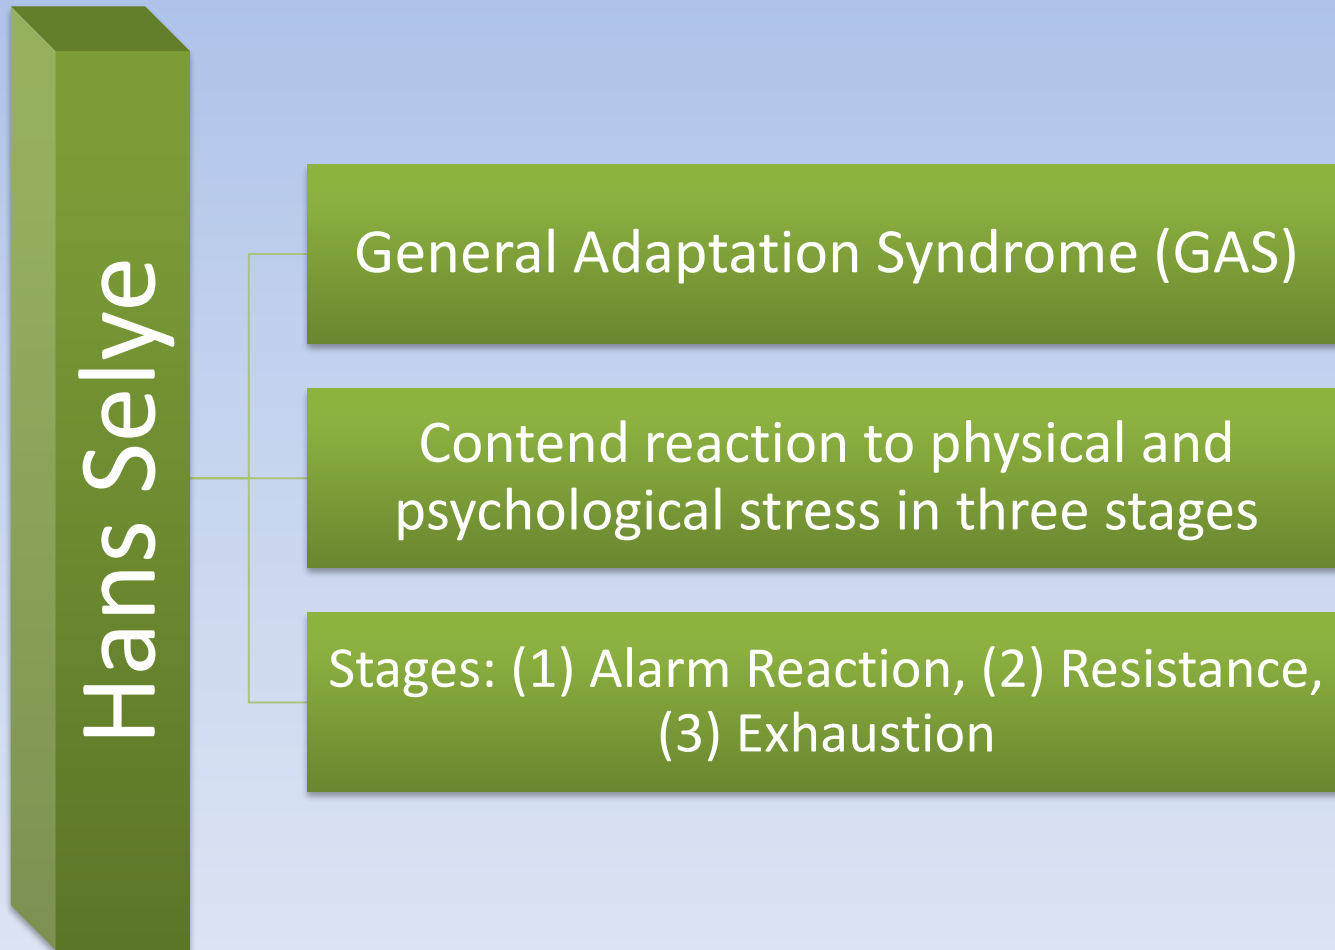 Hans Selye
General Adaptation Syndrome (GAS)
Contend reaction to physical and
psychological stress in three stages
Stages: (1) Alarm Reaction, (2) Resistance,
(3) Exhaustion